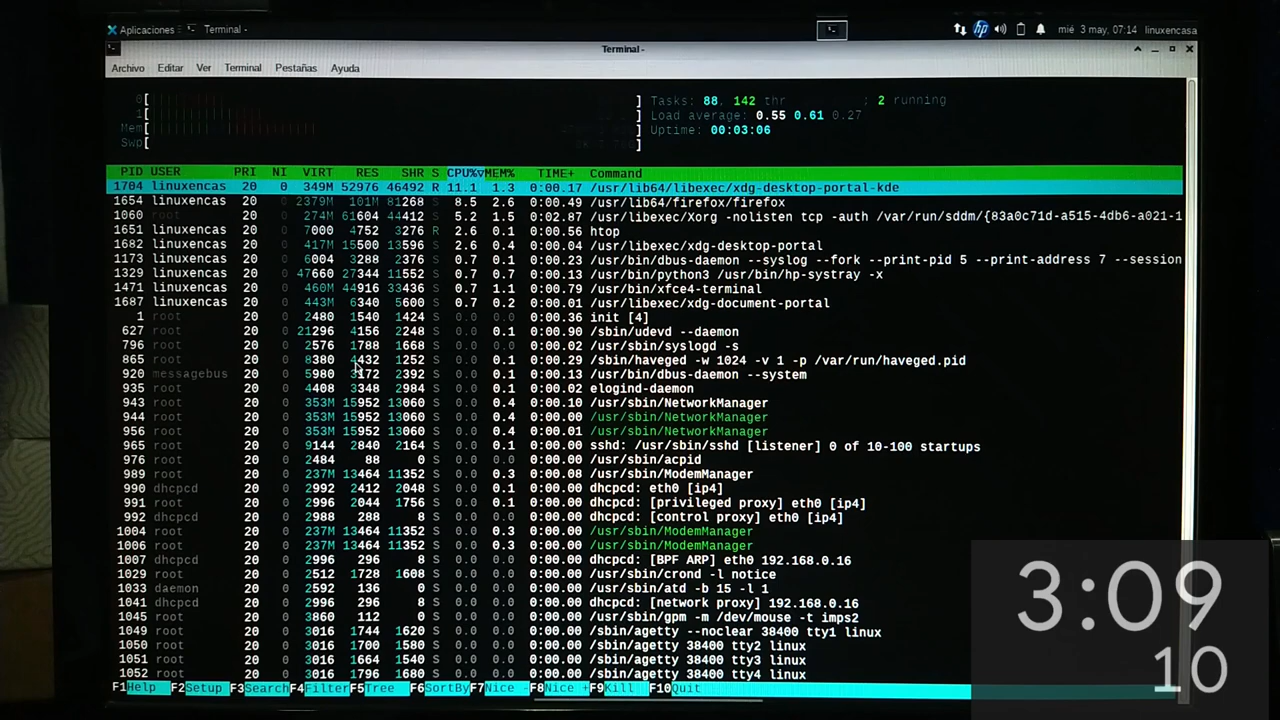 Aplicaciones Terminal - mié 3 may, 07:14 linuxencasa
Terminal -
Archivo Editar Ver Terminal Pestañas Ayuda
0[ ] Tasks: 88, 142 thr ; 2 running
1[ ] Load average: 0.55 0.61 0.27
Mem[ ] Uptime: 00:03:06
Swp[ ]
PID USER PRI NI VIRT RES SHR S CPU%▽MEM% TIME+ Command
1704 linuxencas 20 0 349M 52976 46492 R 11.1 1.3 0:00.17 /usr/lib64/libexec/xdg-desktop-portal-kde
1654 linuxencas 20 0 2379M 101M 81268 S 8.5 2.6 0:00.49 /usr/lib64/firefox/firefox
1060 root 20 0 274M 61604 44412 S 5.2 1.5 0:02.87 /usr/libexec/Xorg -nolisten tcp -auth /var/run/sddm/{83a0c71d-a515-4db6-a021-1
1651 linuxencas 20 0 7000 4752 3276 R 2.6 0.1 0:00.56 htop
1682 linuxencas 20 0 417M 15500 13596 S 2.6 0.4 0:00.04 /usr/libexec/xdg-desktop-portal
1173 linuxencas 20 0 6004 3288 2376 S 0.7 0.1 0:00.23 /usr/bin/dbus-daemon --syslog --fork --print-pid 5 --print-address 7 --session
1329 linuxencas 20 0 47660 27344 11552 S 0.7 0.7 0:00.13 /usr/bin/python3 /usr/bin/hp-systray -x
1471 linuxencas 20 0 460M 44916 33436 S 0.7 1.1 0:00.79 /usr/bin/xfce4-terminal
1687 linuxencas 20 0 443M 6340 5600 S 0.7 0.2 0:00.01 /usr/libexec/xdg-document-portal
1 root 20 0 2480 1540 1424 S 0.0 0.0 0:00.36 init [4]
627 root 20 0 21296 4156 2248 S 0.0 0.1 0:00.90 /sbin/udevd --daemon
796 root 20 0 2576 1788 1668 S 0.0 0.0 0:00.02 /usr/sbin/syslogd -s
865 root 20 0 8380 4432 1252 S 0.0 0.1 0:00.29 /sbin/haveged -w 1024 -v 1 -p /var/run/haveged.pid
920 messagebus 20 0 5980 3172 2392 S 0.0 0.1 0:00.13 /usr/bin/dbus-daemon --system
935 root 20 0 4408 3348 2984 S 0.0 0.1 0:00.02 elogind-daemon
943 root 20 0 353M 15952 13060 S 0.0 0.4 0:00.10 /usr/sbin/NetworkManager
944 root 20 0 353M 15952 13060 S 0.0 0.4 0:00.00 /usr/sbin/NetworkManager
956 root 20 0 353M 15952 13060 S 0.0 0.4 0:00.01 /usr/sbin/NetworkManager
965 root 20 0 9144 2840 2164 S 0.0 0.1 0:00.00 sshd: /usr/sbin/sshd [listener] 0 of 10-100 startups
976 root 20 0 2484 88 0 S 0.0 0.0 0:00.00 /usr/sbin/acpid
989 root 20 0 237M 13464 11352 S 0.0 0.3 0:00.08 /usr/sbin/ModemManager
990 dhcpcd 20 0 2992 2412 2048 S 0.0 0.1 0:00.00 dhcpcd: eth0 [ip4]
991 root 20 0 2996 2044 1756 S 0.0 0.1 0:00.00 dhcpcd: [privileged proxy] eth0 [ip4]
992 dhcpcd 20 0 2988 288 8 S 0.0 0.0 0:00.00 dhcpcd: [control proxy] eth0 [ip4]
1004 root 20 0 237M 13464 11352 S 0.0 0.3 0:00.00 /usr/sbin/ModemManager
1006 root 20 0 237M 13464 11352 S 0.0 0.3 0:00.00 /usr/sbin/ModemManager
1007 dhcpcd 20 0 2996 296 8 S 0.0 0.0 0:00.00 dhcpcd: [BPF ARP] eth0 192.168.0.16
1029 root 20 0 2512 1728 1608 S 0.0 0.0 0:00.00 /usr/sbin/crond -l notice
1033 daemon 20 0 2592 136 0 S 0.0 0.0 0:00.00 /usr/sbin/atd -b 15 -l 1
1041 dhcpcd 20 0 2996 296 8 S 0.0 0.0 0:00.00 dhcpcd: [network proxy] 192.168.0.16
1045 root 20 0 3860 112 0 S 0.0 0.0 0:00.00 /usr/sbin/gpm -m /dev/mouse -t imps2
1049 root 20 0 3016 1744 1620 S 0.0 0.0 0:00.00 /sbin/agetty --noclear 38400 tty1 linux
1050 root 20 0 3016 1700 1580 S 0.0 0.0 0:00.00 /sbin/agetty 38400 tty2 linux
1051 root 20 0 3016 1664 1540 S 0.0 0.0 0:00.00 /sbin/agetty 38400 tty3 linux
1052 root 20 0 3016 1796 1680 S 0.0 0.0 0:00.00 /sbin/agetty 38400 tty4 linux
F1Help F2Setup F3Search F4Filter F5Tree F6SortBy F7Nice - F8Nice + F9Kill F10Quit
3:09
10